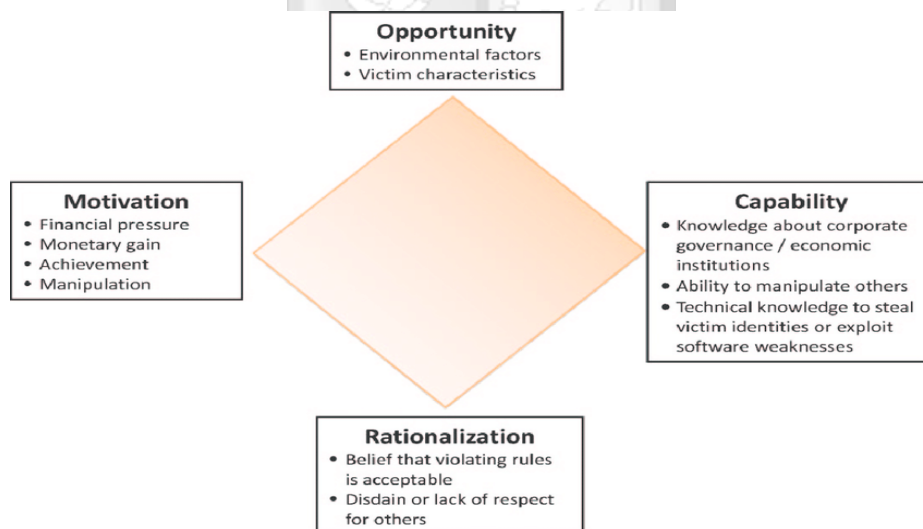 Opportunity
• Environmental factors
• Victim characteristics
Motivation
• Financial pressure
• Monetary gain
• Achievement
• Manipulation
Capability
• Knowledge about corporate
governance / economic
institutions
• Ability to manipulate others
• Technical knowledge to steal
victim identities or exploit
software weaknesses
Rationalization
• Belief that violating rules
is acceptable
• Disdain or lack of respect
for others